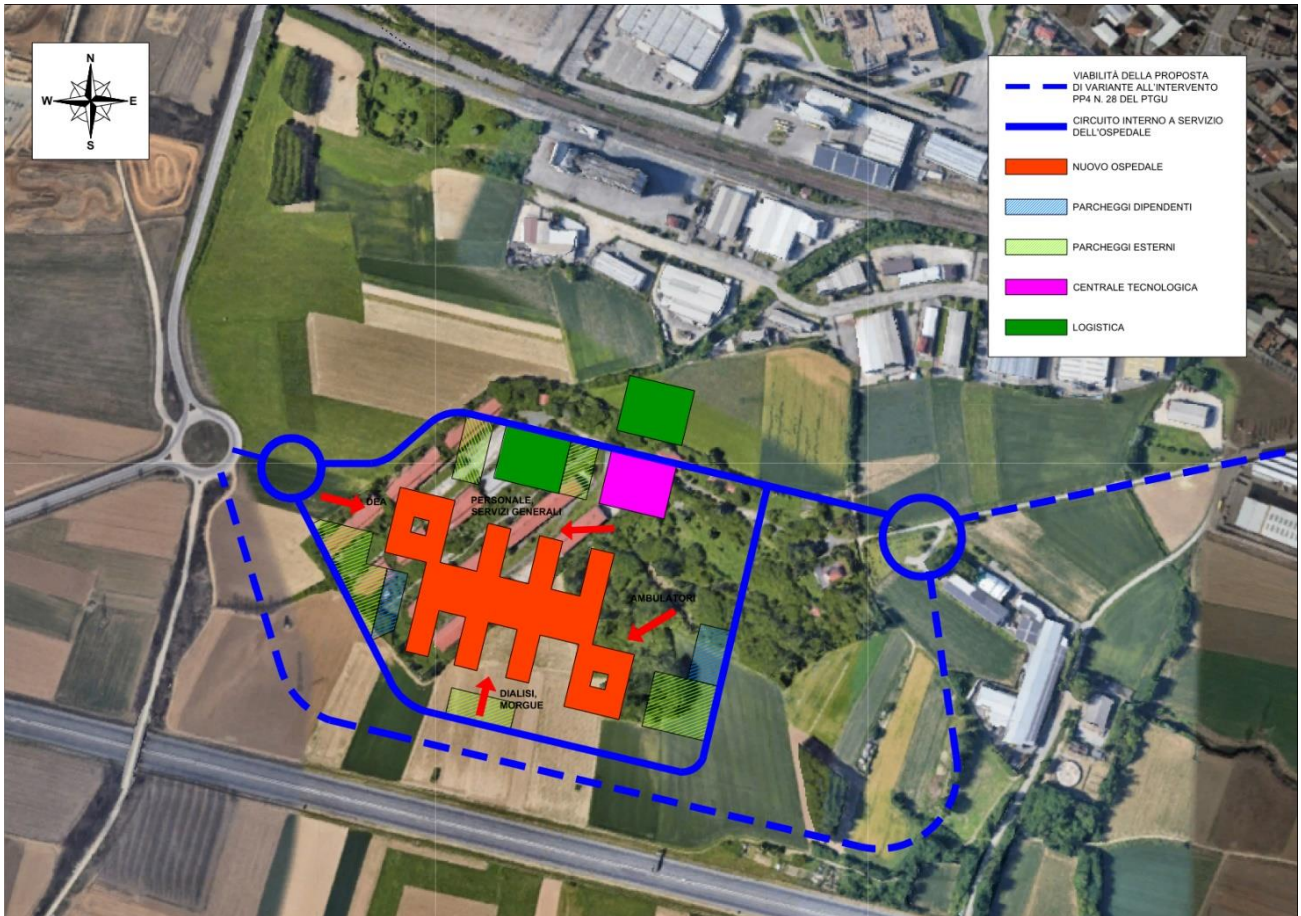 N
W E
S
VIABILITÀ DELLA PROPOSTA
DI VARIANTE ALL'INTERVENTO
PP4 N. 28 DEL PTGU
CIRCUITO INTERNO A SERVIZIO
DELL'OSPEDALE
NUOVO OSPEDALE
PARCHEGGI DIPENDENTI
PARCHEGGI ESTERNI
CENTRALE TECNOLOGICA
LOGISTICA
DEA
PERSONALE,
SERVIZI GENERALI
AMBULATORI
DIALISI,
MORGUE